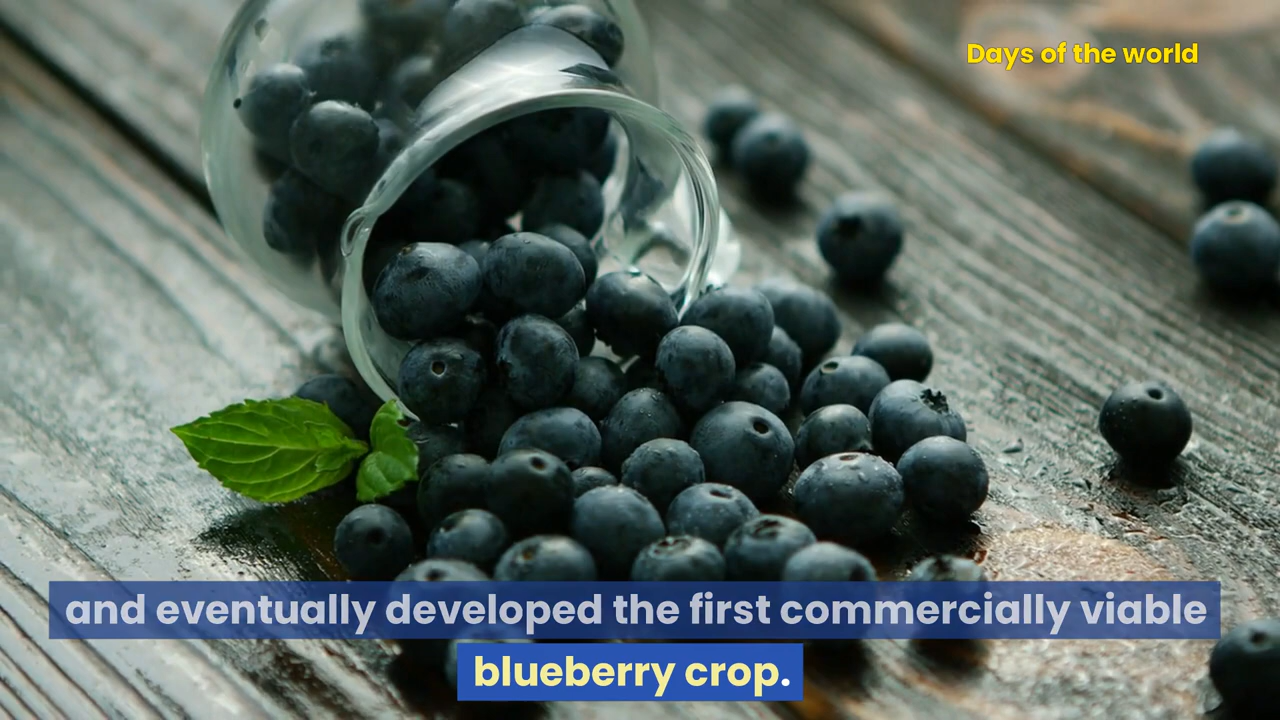 Days of the world
and eventually developed the first commercially viable
blueberry crop.